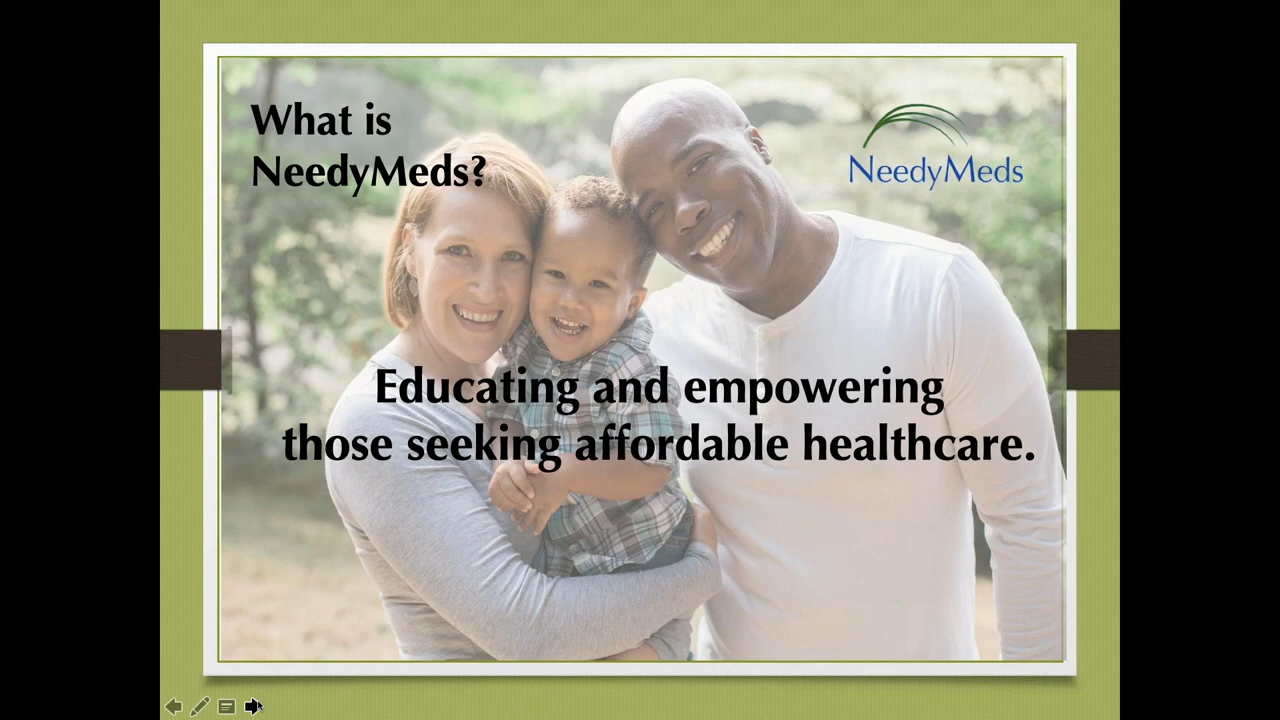 What is
NeedyMeds?
NeedyMeds
Educating and empowering
those seeking affordable healthcare.